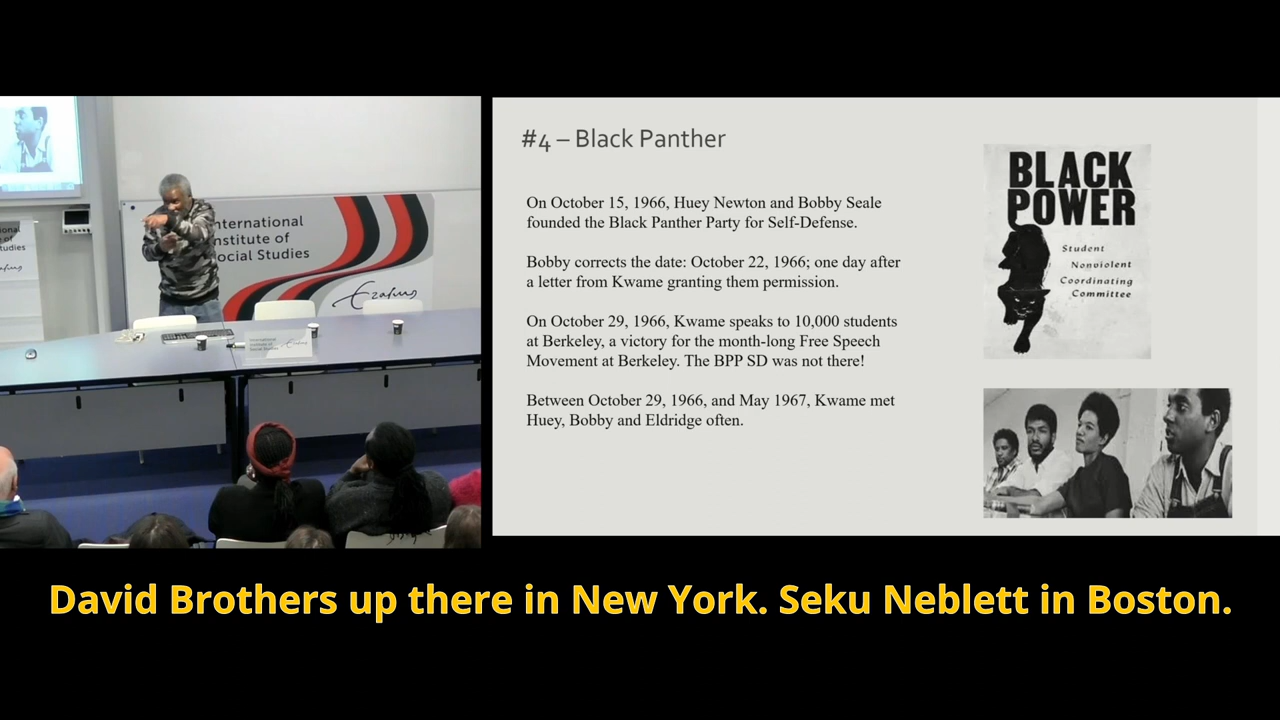 International
Institute of
Social Studies
Erasmus
#4 – Black Panther
On October 15, 1966, Huey Newton and Bobby Seale
founded the Black Panther Party for Self-Defense.
Bobby corrects the date: October 22, 1966; one day after
a letter from Kwame granting them permission.
On October 29, 1966, Kwame speaks to 10,000 students
at Berkeley, a victory for the month-long Free Speech
Movement at Berkeley. The BPP SD was not there!
Between October 29, 1966, and May 1967, Kwame met
Huey, Bobby and Eldridge often.
BLACK
POWER
Student
Nonviolent
Coordinating
Committee
David Brothers up there in New York. Seku Neblett in Boston.